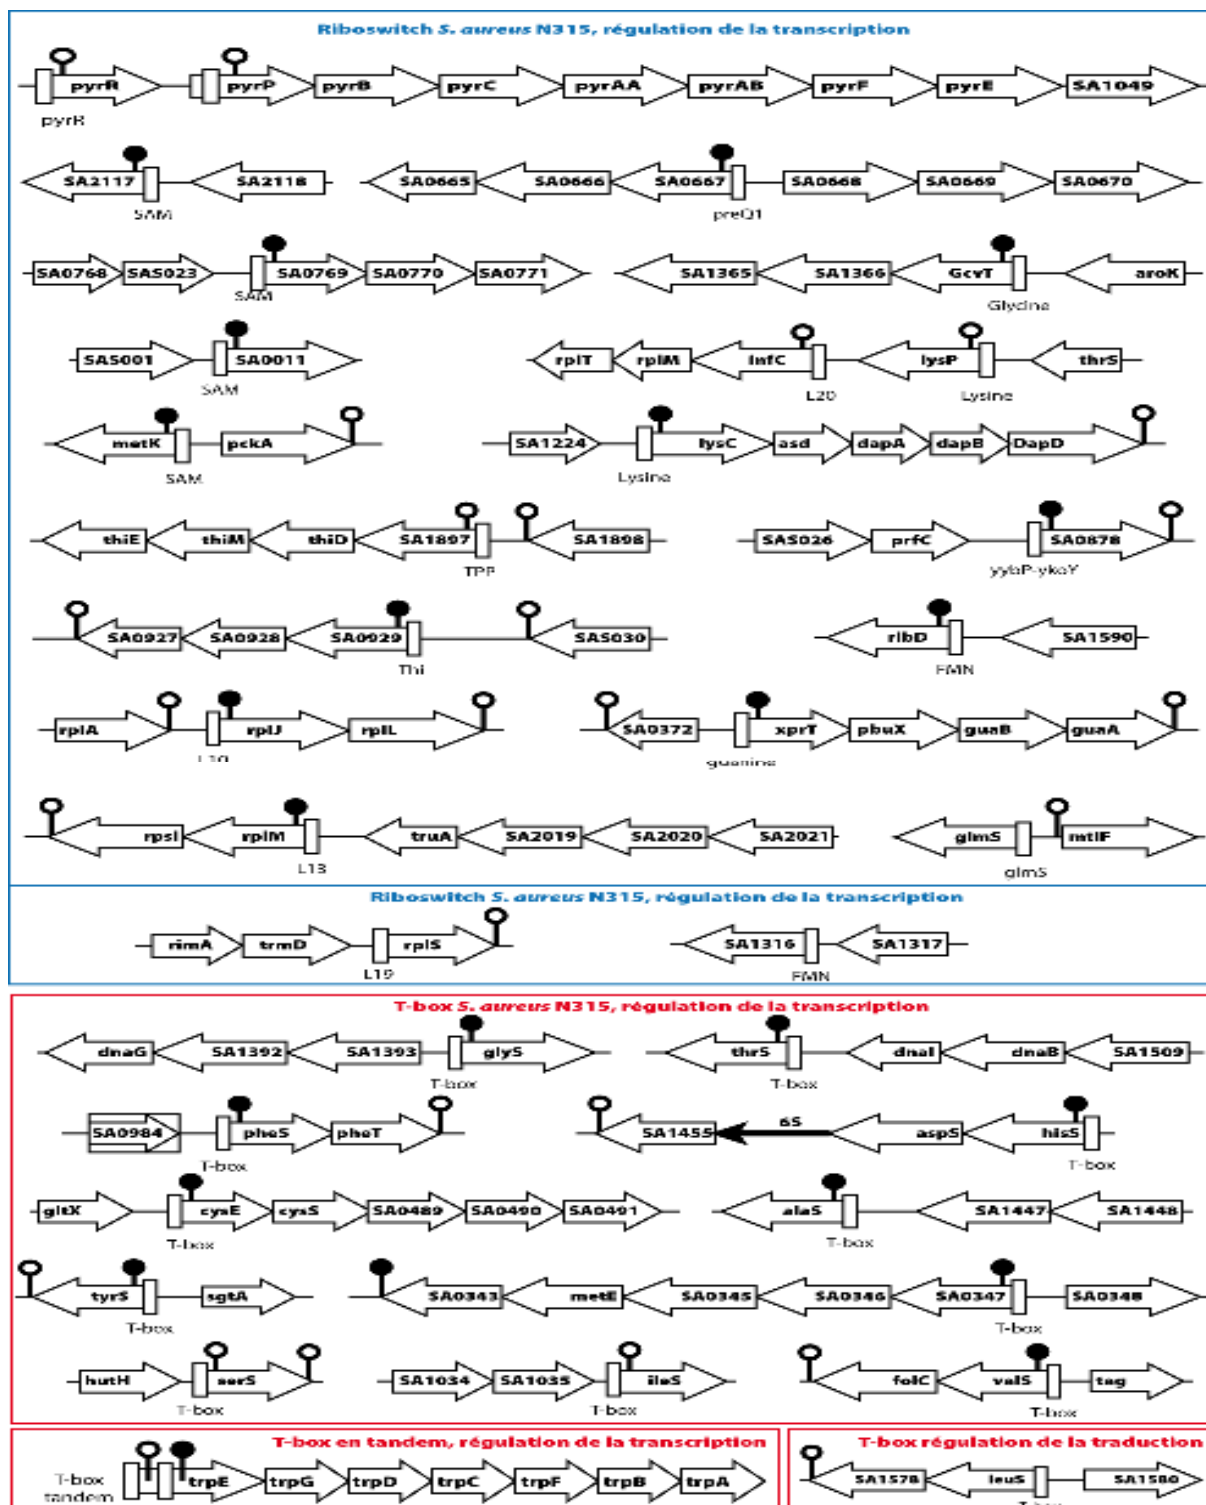 Riboswitch S. aureus N315, régulation de la transcription
pyrR pyrP pyrB pyrC pyrAA pyrAB pyrF pyrE SA1049
pyrR
SA2117 SA2118 SA0665 SA0666 SA0667 SA0668 SA0669 SA0670
SAM preQ1
SA0768 SAS023 SA0769 SA0770 SA0771 SA1365 SA1366 GcvT aroK
SAM Glycine
SAS001 SA0011 rplT rplM infC lysP thrS
SAM L20 Lysine
metK pckA SA1224 lysC asd dapA dapB DapD
SAM Lysine
thiE thiM thiD SA1897 SA1898 SAS026 prfC SA0878
TPP yybP-ykoY
SA0927 SA0928 SA0929 SAS030 ribD SA1590
Thi FMN
rplA rplJ rplL SA0372 xprT pbuX guaB guaA
L10 guanine
rpsI rplM truA SA2019 SA2020 SA2021 glmS mtlF
L13 glmS
Riboswitch S. aureus N315, régulation de la transcription
rimA trmD rplS SA1316 SA1317
L19 FMN
T-box S. aureus N315, régulation de la transcription
dnaG SA1392 SA1393 glyS thrS dnaI dnaB SA1509
T-box T-box
SA0984 pheS pheT SA1455 6S aspS hisS
T-box T-box
gltX cysE cysS SA0489 SA0490 SA0491 alaS SA1447 SA1448
T-box T-box
tyrS sgtA SA0343 metE SA0345 SA0346 SA0347 SA0348
T-box T-box
hutH serS SA1034 SA1035 ileS folC valS tag
T-box T-box T-box
T-box en tandem, régulation de la transcription
T-box tandem trpE trpG trpD trpC trpF trpB trpA
T-box régulation de la traduction
SA1578 leuS SA1580
T-box